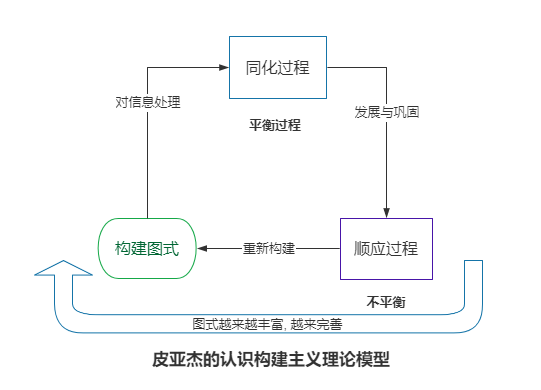 同化过程
对信息处理
发展与巩固
平衡过程
构建图式
重新构建
顺应过程
不平衡
图式越来越丰富, 越来完善
皮亚杰的认识构建主义理论模型